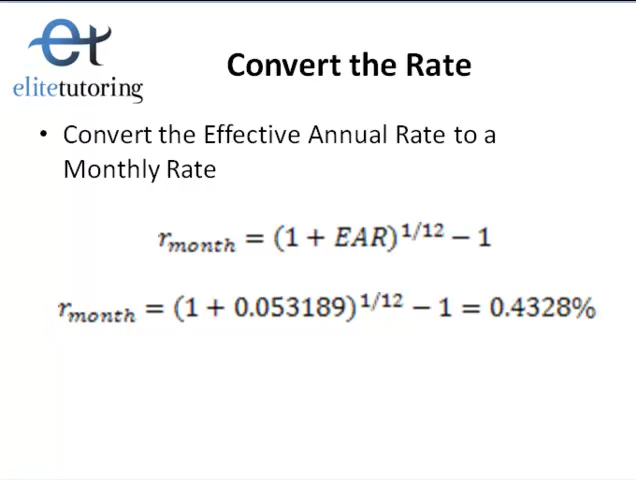 et
elitetutoring
Convert the Rate
• Convert the Effective Annual Rate to a
Monthly Rate
r_month = (1 + EAR)^1/12 − 1
r_month = (1 + 0.053189)^1/12 − 1 = 0.4328%